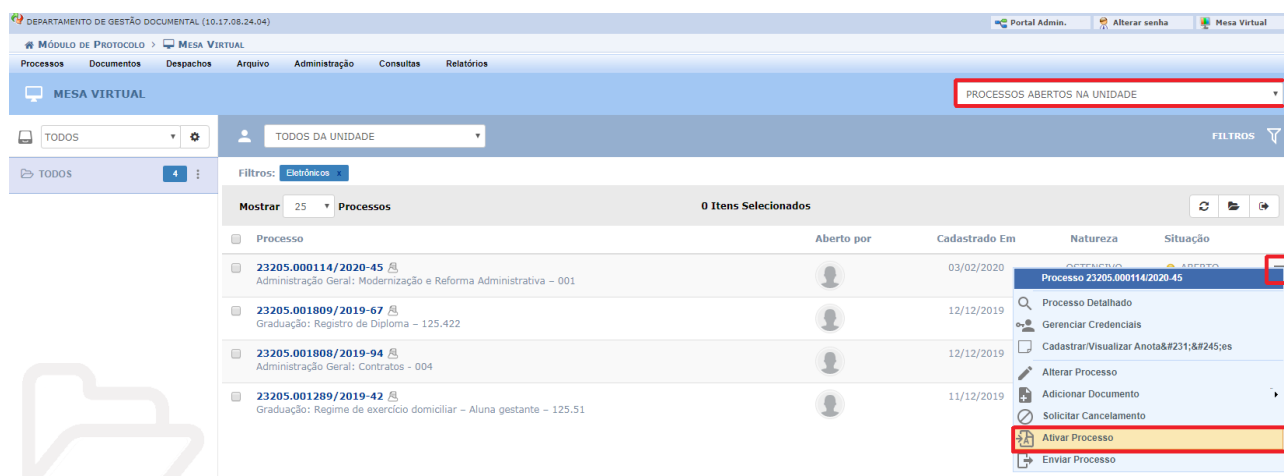 DEPARTAMENTO DE GESTÃO DOCUMENTAL (10.17.08.24.04)
Portal Admin. Alterar senha Mesa Virtual
MÓDULO DE PROTOCOLO > MESA VIRTUAL
Processos Documentos Despachos Arquivo Administração Consultas Relatórios
MESA VIRTUAL
PROCESSOS ABERTOS NA UNIDADE
TODOS
TODOS DA UNIDADE
FILTROS
TODOS 4
Filtros: Eletrônicos x
Mostrar 25 Processos
0 Itens Selecionados
Processo Aberto por Cadastrado Em Natureza Situação
23205.000114/2020-45 03/02/2020 OSTENSIVO ABERTO
Administração Geral: Modernização e Reforma Administrativa – 001
23205.001809/2019-67 12/12/2019
Graduação: Registro de Diploma – 125.422
23205.001808/2019-94 12/12/2019
Administração Geral: Contratos - 004
23205.001289/2019-42 11/12/2019
Graduação: Regime de exercício domiciliar – Aluna gestante – 125.51
Processo 23205.000114/2020-45
Processo Detalhado
Gerenciar Credenciais
Cadastrar/Visualizar Anota&#231;&#245;es
Alterar Processo
Adicionar Documento
Solicitar Cancelamento
Ativar Processo
Enviar Processo